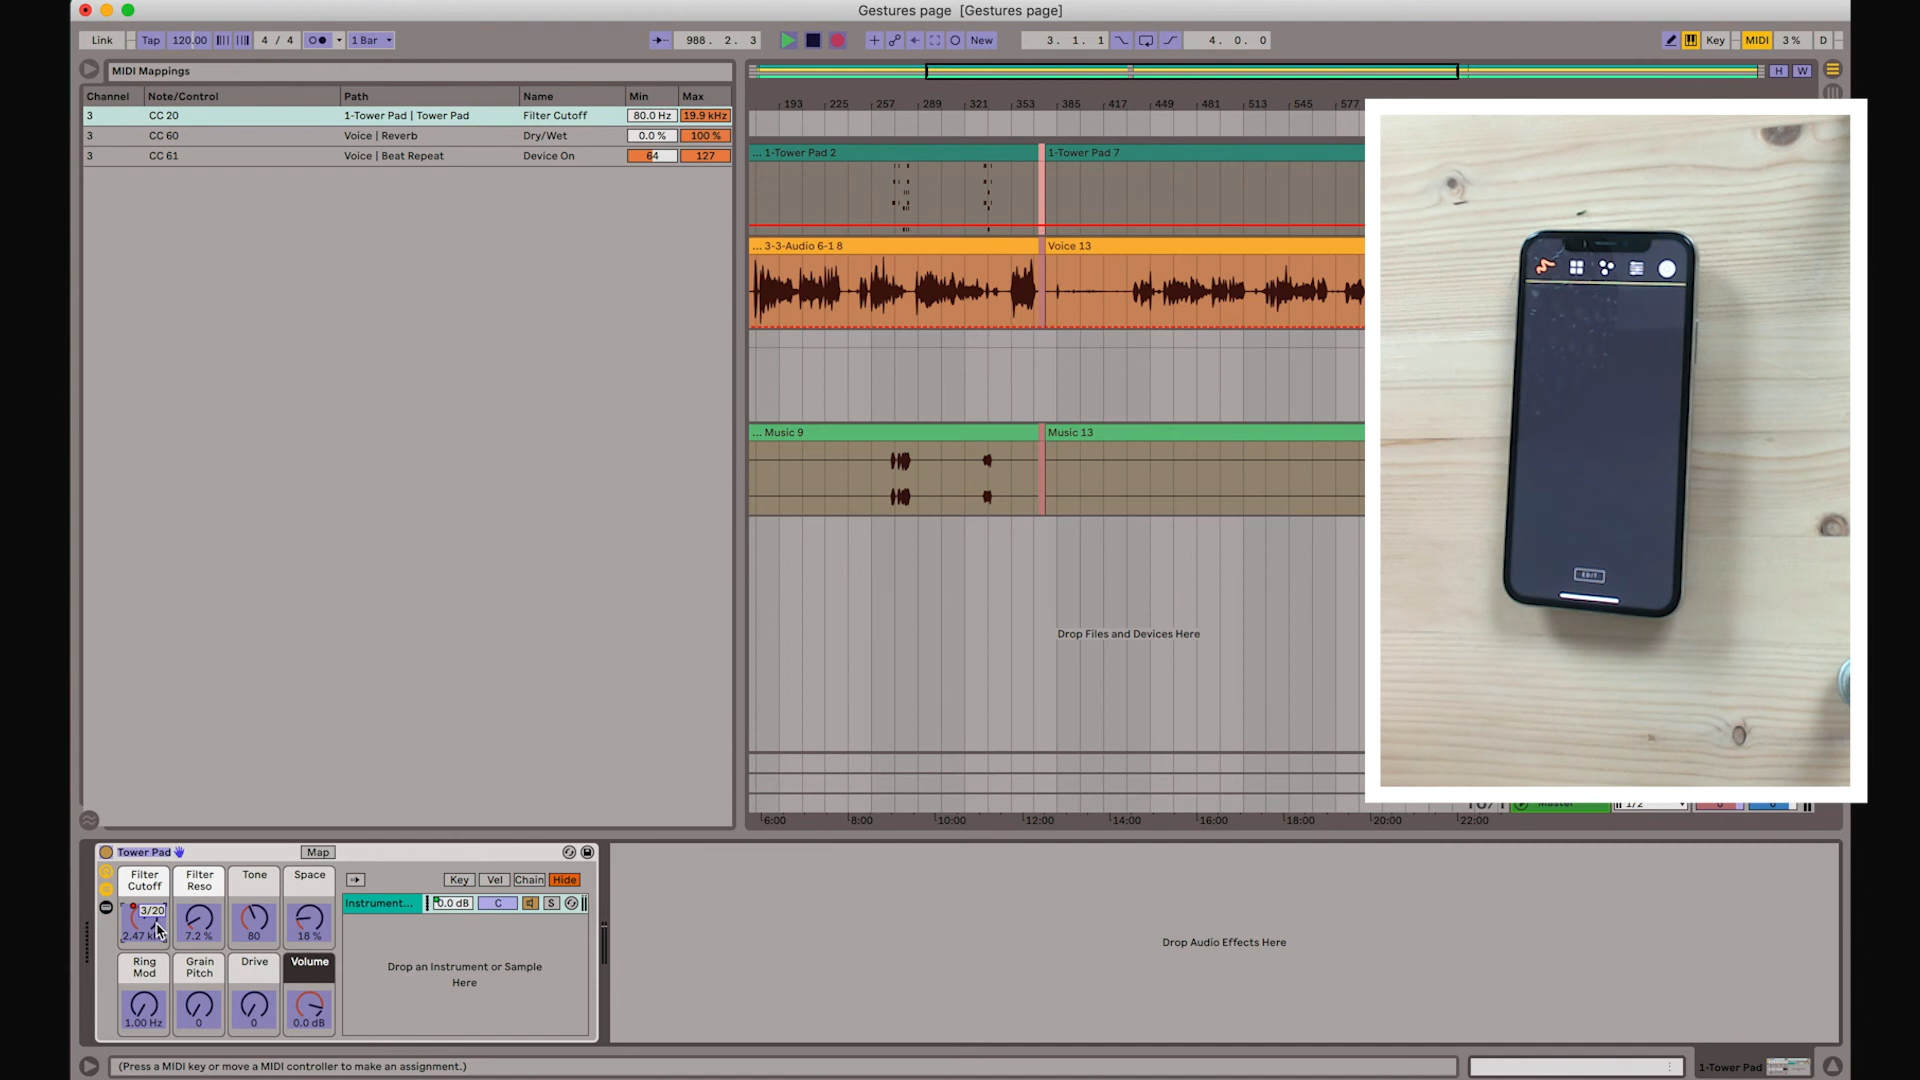 Gestures page [Gestures page]
Link Tap 120.00 4 / 4 1 Bar 988. 2. 3 New 3. 1. 1 4. 0. 0 Key MIDI 3 % D
MIDI Mappings
H W
Channel Note/Control Path Name Min Max
3 CC 20 1-Tower Pad | Tower Pad Filter Cutoff 80.0 Hz 19.9 kHz
3 CC 60 Voice | Reverb Dry/Wet 0.0 % 100 %
3 CC 61 Voice | Beat Repeat Device On 64 127
193 225 257 289 321 353 385 417 449 481 513 545 577
... 1-Tower Pad 2 1-Tower Pad 7
... 3-3-Audio 6-1 8 Voice 13
... Music 9 Music 13
Drop Files and Devices Here
EDIT
1/2
6:00 8:00 10:00 12:00 14:00 16:00 18:00 20:00 22:00
Tower Pad Map
Filter Cutoff Filter Reso Tone Space
Key Vel Chain Hide
3/20
Instrument... 0.0 dB C S
7.2 % 80 18 %
Ring Mod Grain Pitch Drive Volume
1.00 Hz 0 0 0.0 dB
Drop an Instrument or Sample
Here
Drop Audio Effects Here
(Press a MIDI key or move a MIDI controller to make an assignment.)
1-Tower Pad